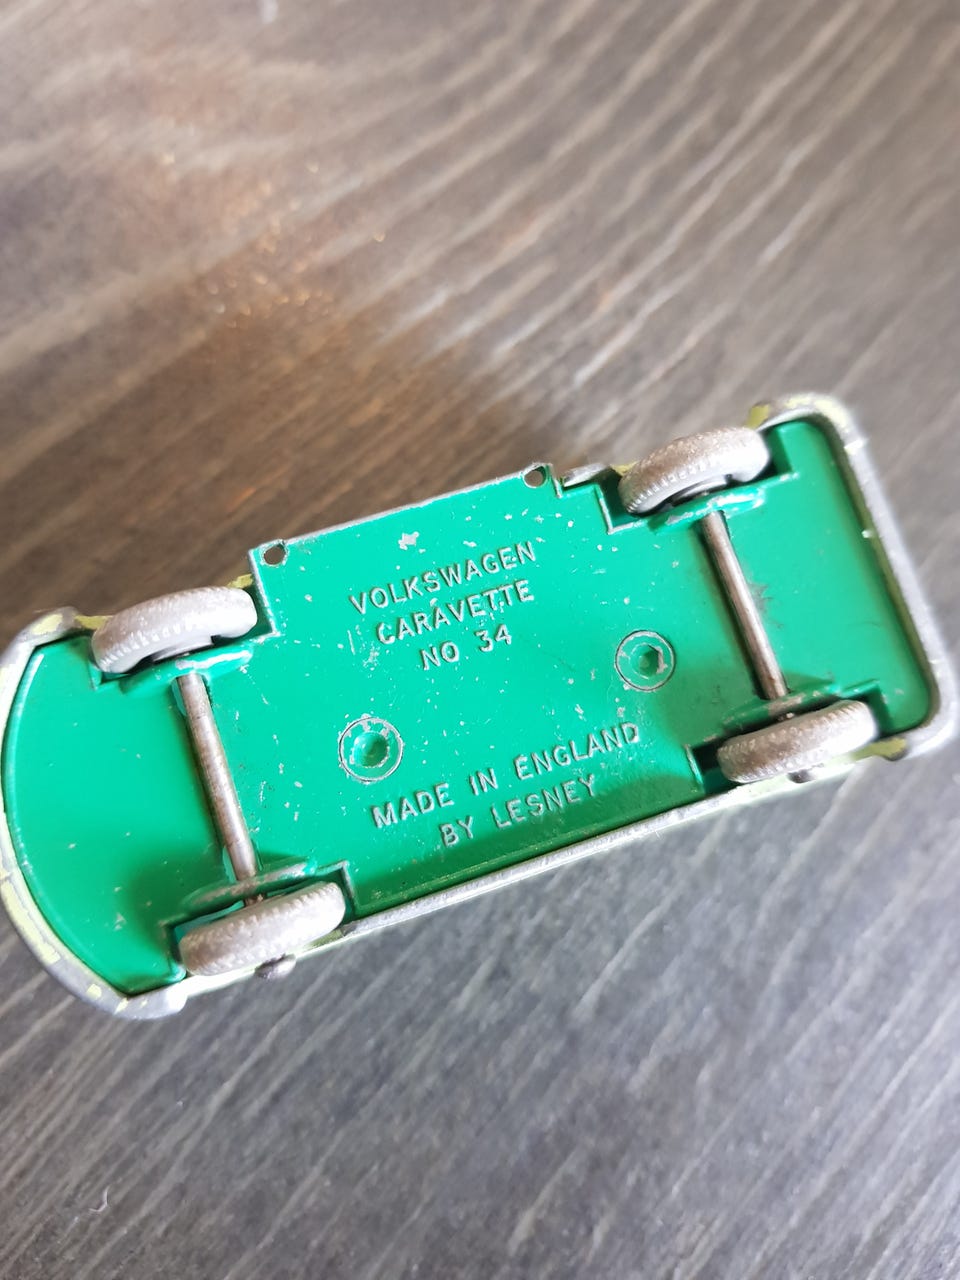 VOLKSWAGEN
CARAVETTE
NO 34
MADE IN ENGLAND
BY LESNEY